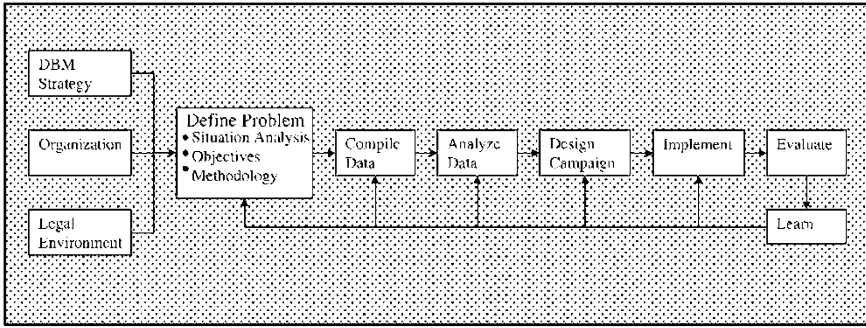 DBM
Strategy
Organization
Legal
Environment
Define Problem
• Situation Analysis
• Objectives
• Methodology
Compile
Data
Analyze
Data
Design
Campaign
Implement
Evaluate
Learn